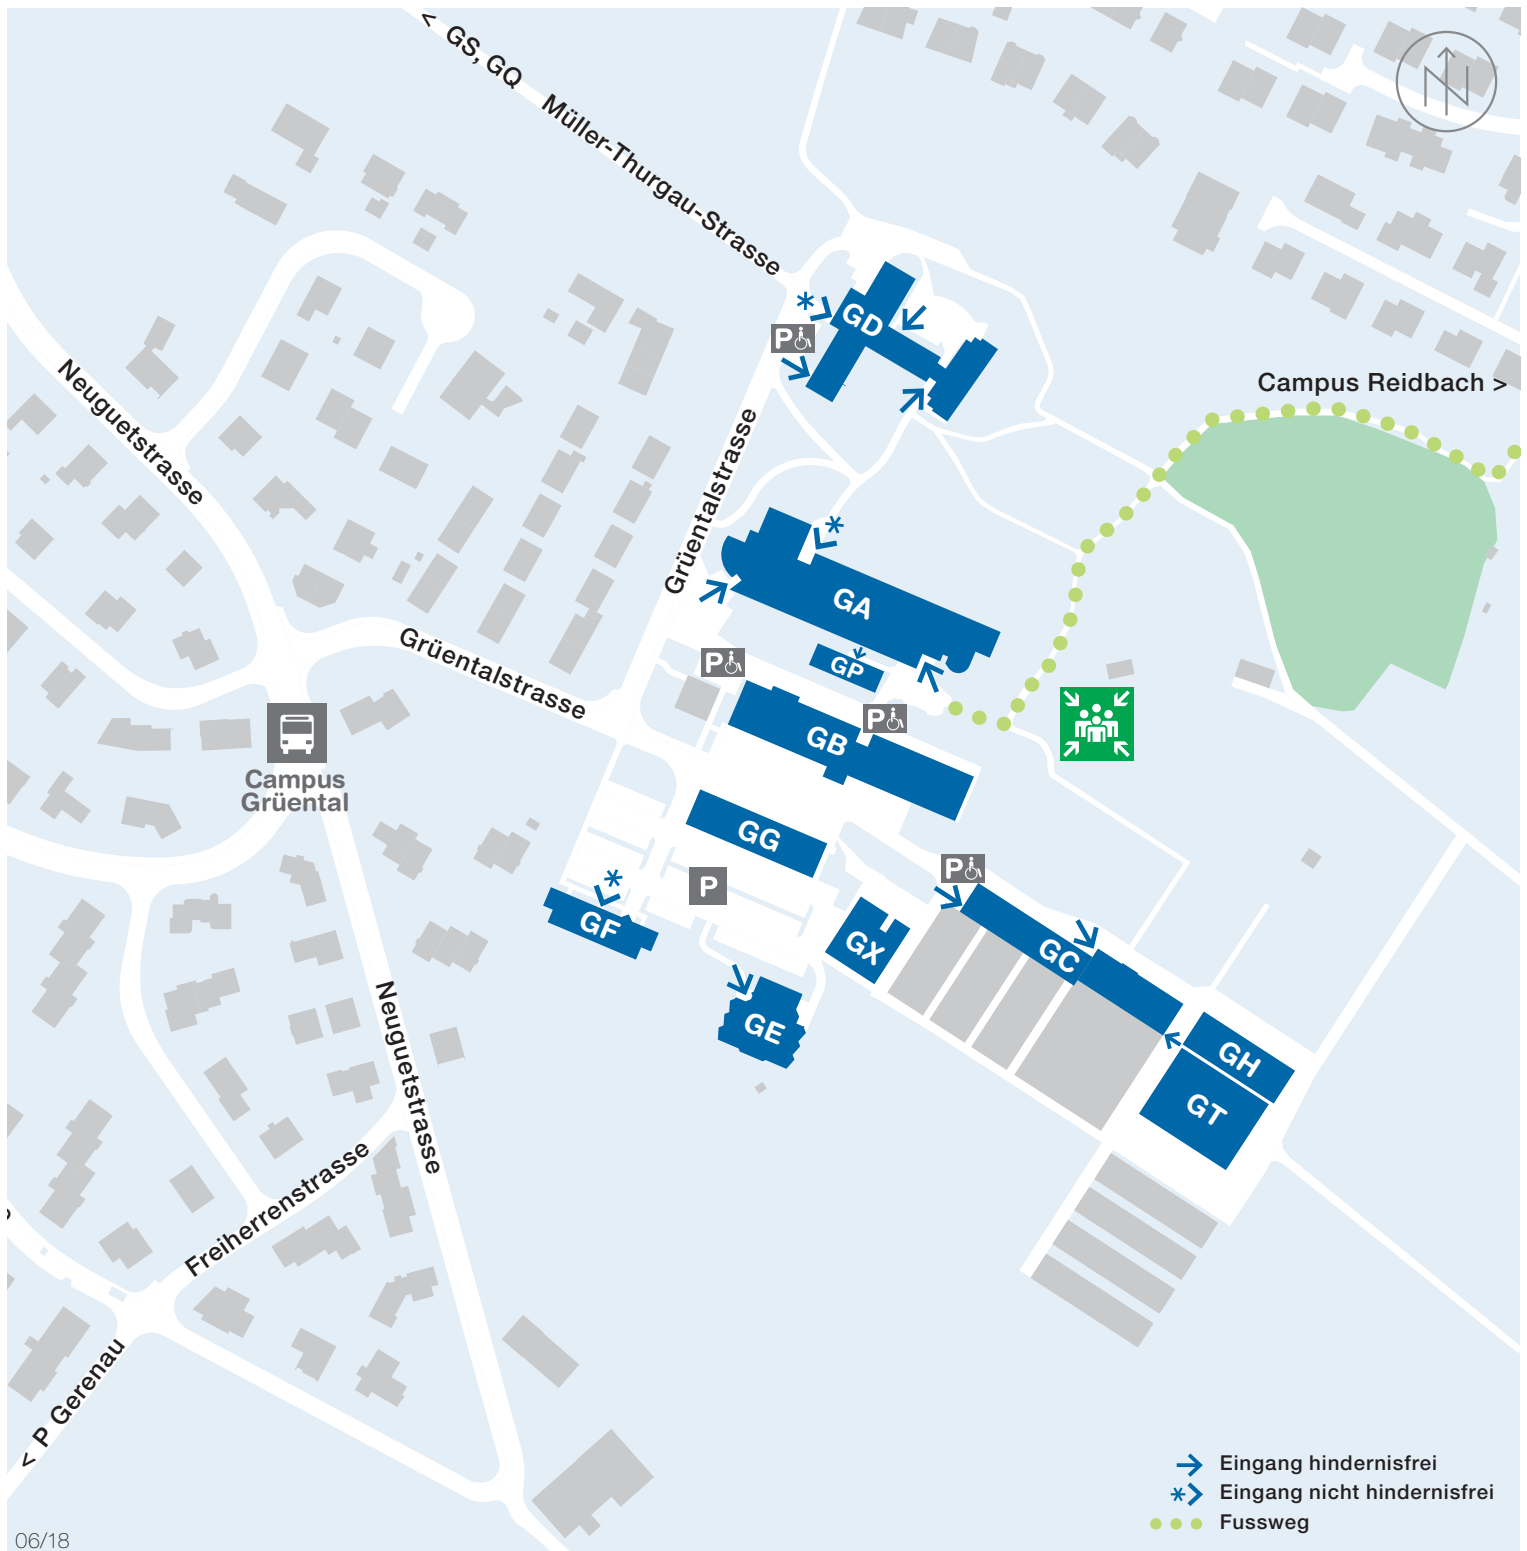 < GS, GQ
Müller-Thurgau-Strasse
N
GD
P
Campus Reidbach >
Neuguetstrasse
Grüentalstrasse
GA
Grüentalstrasse
P
GP
P
GB
Campus
Grüental
GG
P
P
GF
GX
GC
GE
GH
GT
Neuguetstrasse
Freiherrenstrasse
< P Gerenau
Eingang hindernisfrei
Eingang nicht hindernisfrei
Fussweg
06/18